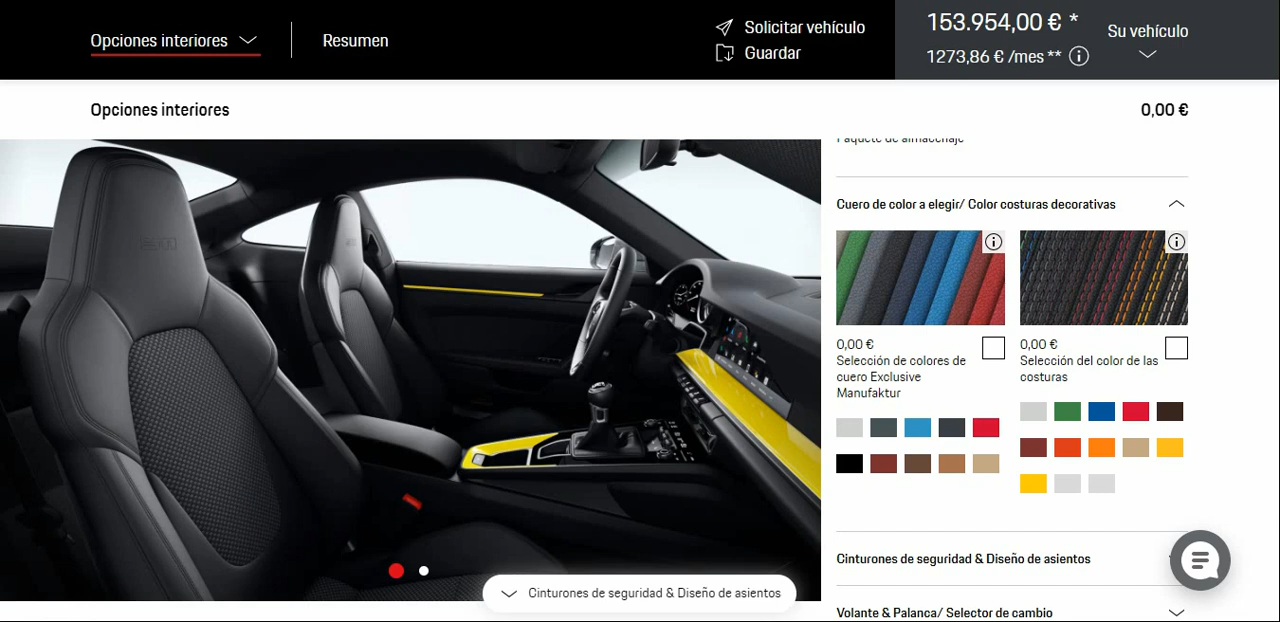 Opciones interiores
Resumen
Solicitar vehículo
Guardar
153.954,00 € *
1273,86 € /mes **
Su vehículo
Opciones interiores
0,00 €
Paquete de almacenaje
Cuero de color a elegir/ Color costuras decorativas
0,00 €
Selección de colores de
cuero Exclusive
Manufaktur
0,00 €
Selección del color de las
costuras
Cinturones de seguridad & Diseño de asientos
Cinturones de seguridad & Diseño de asientos
Volante & Palanca/ Selector de cambio